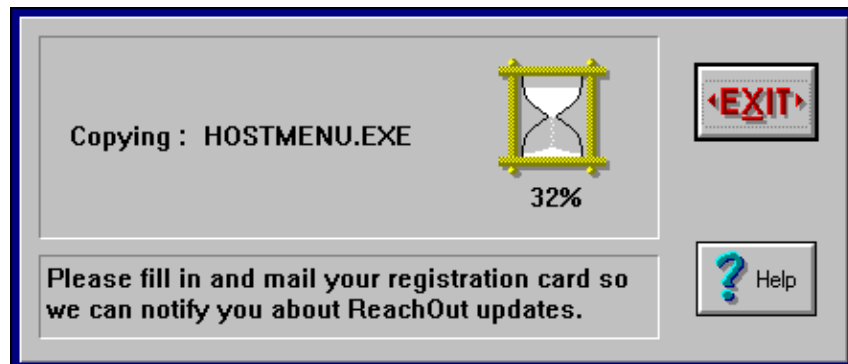 Copying : HOSTMENU.EXE
32%
Please fill in and mail your registration card so
we can notify you about ReachOut updates.
EXIT
Help